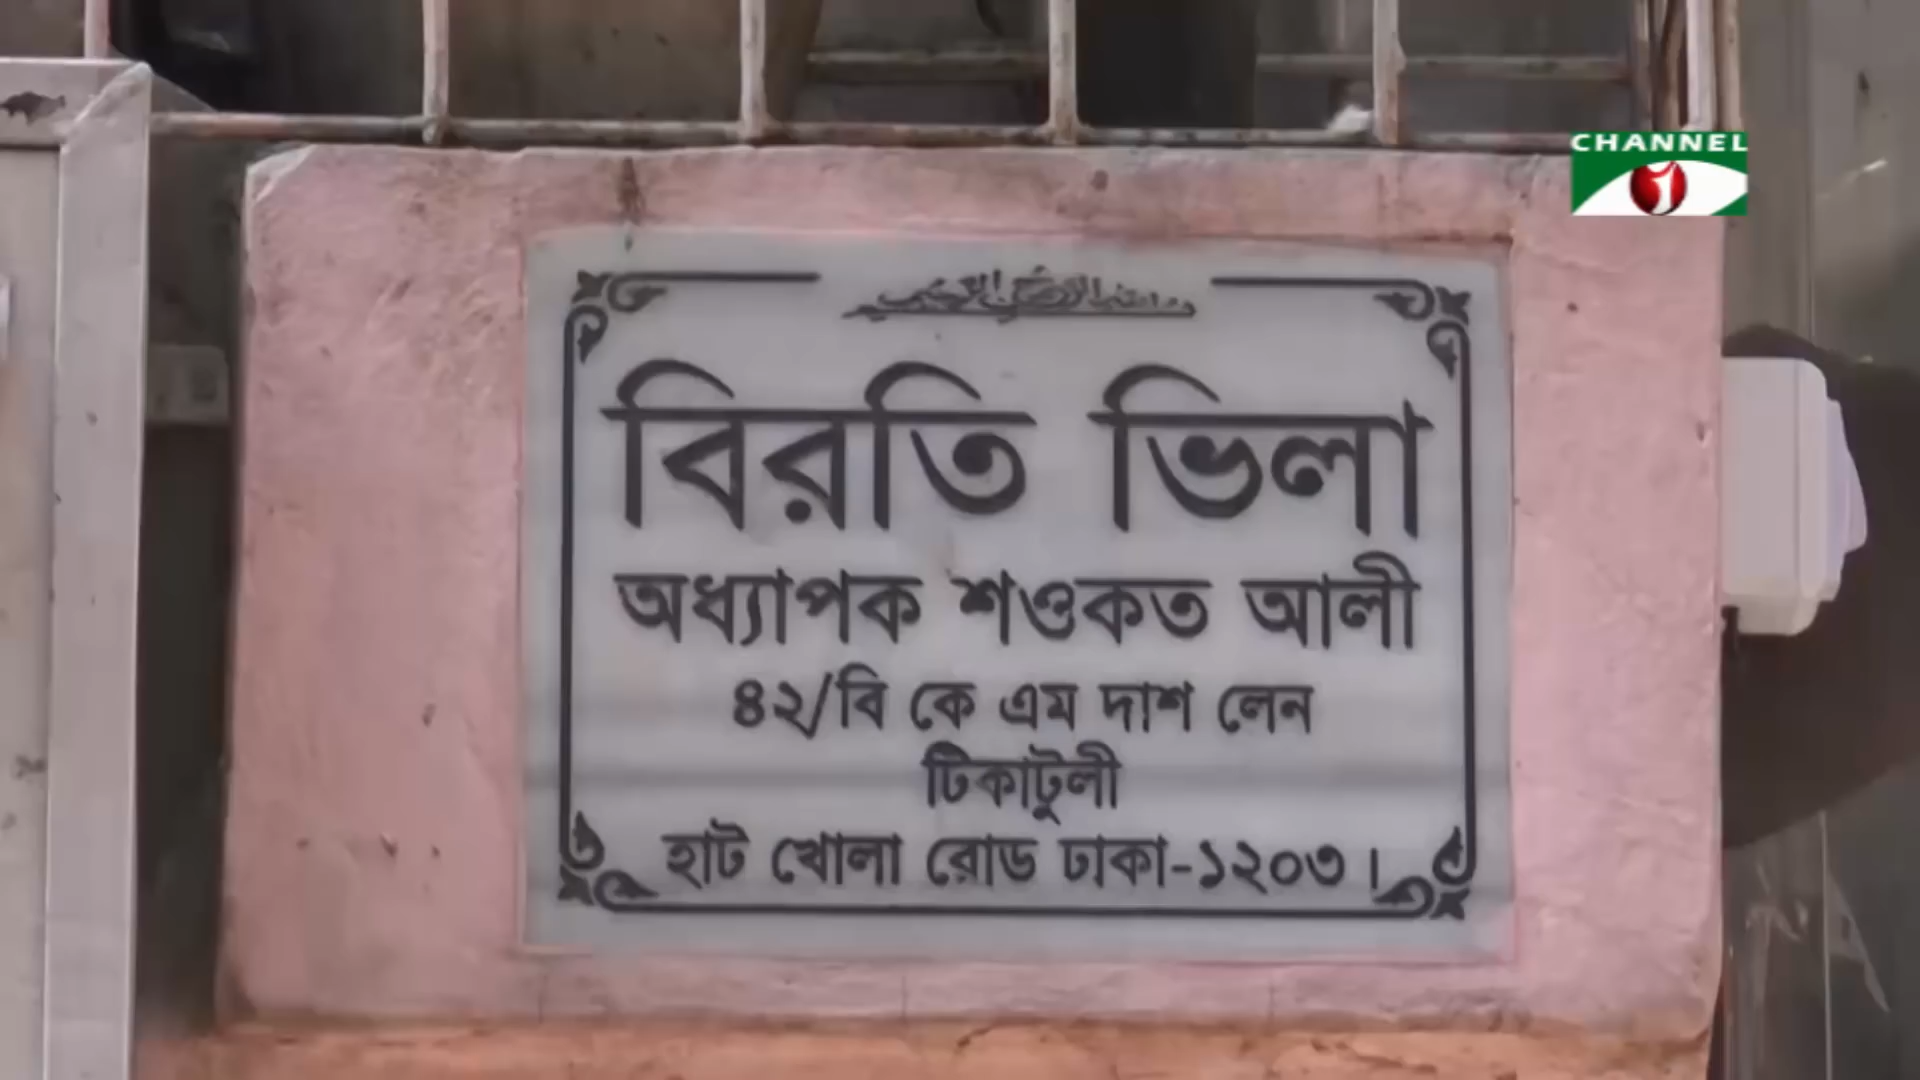 CHANNEL
বিরতি ভিলা
অধ্যাপক শওকত আলী
৪২/বি কে এম দাশ লেন
টিকাটুলী
হাট খোলা রোড ঢাকা-১২০৩।